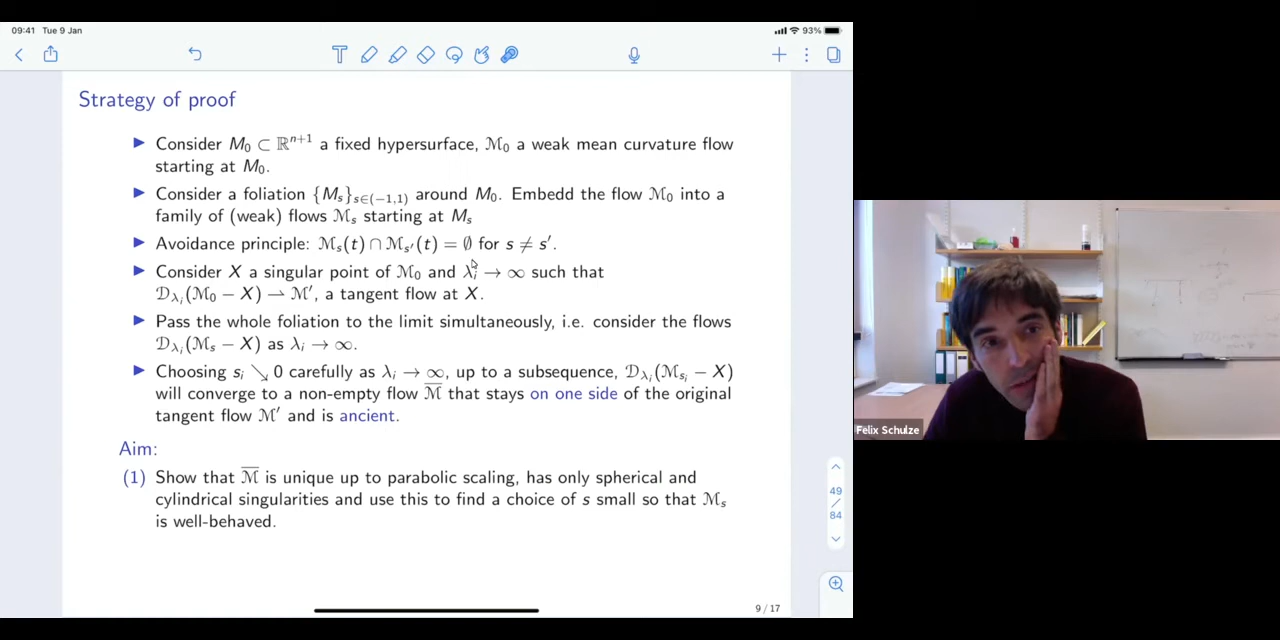 09:41 Tue 9 Jan
93%
Strategy of proof
▶ Consider M₀ ⊂ ℝⁿ⁺¹ a fixed hypersurface, ℳ₀ a weak mean curvature flow
starting at M₀.
▶ Consider a foliation {Mₛ}ₛ∈(−1,1) around M₀. Embedd the flow ℳ₀ into a
family of (weak) flows ℳₛ starting at Mₛ
▶ Avoidance principle: ℳₛ(t) ∩ ℳₛ′(t) = ∅ for s ≠ s′.
▶ Consider X a singular point of ℳ₀ and λᵢ → ∞ such that
𝒟_λᵢ(ℳ₀ − X) ⇀ ℳ′, a tangent flow at X.
▶ Pass the whole foliation to the limit simultaneously, i.e. consider the flows
𝒟_λᵢ(ℳₛ − X) as λᵢ → ∞.
▶ Choosing sᵢ ↘ 0 carefully as λᵢ → ∞, up to a subsequence, 𝒟_λᵢ(ℳ_sᵢ − X)
will converge to a non-empty flow ℳ̅ that stays on one side of the original
tangent flow ℳ′ and is ancient.
Aim:
(1) Show that ℳ̅ is unique up to parabolic scaling, has only spherical and
cylindrical singularities and use this to find a choice of s small so that ℳₛ
is well-behaved.
49
/
84
9 / 17
Felix Schulze